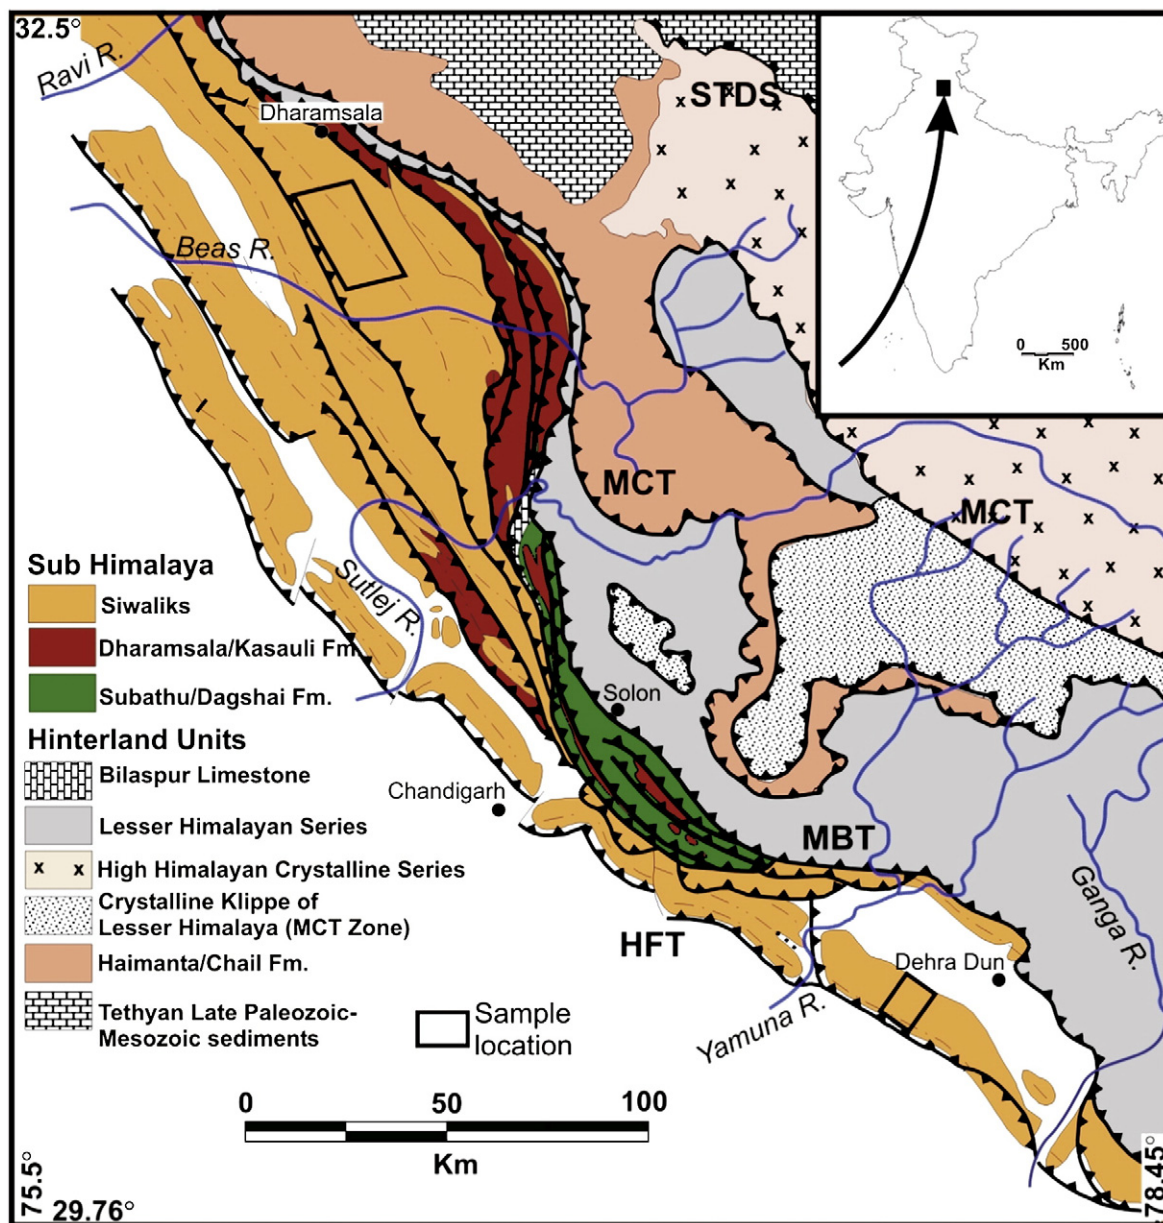 32.5°
Ravi R.
Dharamsala
STDS
Beas R.
0 500
Km
MCT
MCT
Sub Himalaya
Siwaliks
Dharamsala/Kasauli Fm
Subathu/Dagshai Fm.
Sutlej R.
Solon
Hinterland Units
Bilaspur Limestone
Lesser Himalayan Series
High Himalayan Crystalline Series
Crystalline Klippe of
Lesser Himalaya (MCT Zone)
Haimanta/Chail Fm.
Tethyan Late Paleozoic-
Mesozoic sediments
Chandigarh
MBT
HFT
Ganga R.
Dehra Dun
Yamuna R.
Sample
location
0 50 100
Km
75.5°
29.76°
78.45°